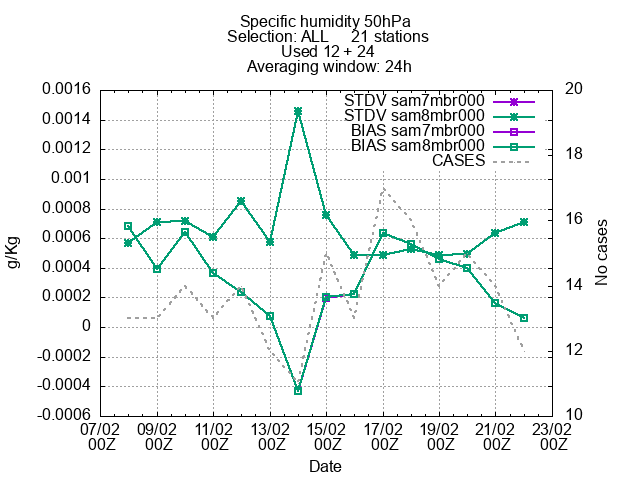 Specific humidity 50hPa
Selection: ALL     21 stations
Used 12 + 24
Averaging window: 24h
STDV sam7mbr000
STDV sam8mbr000
BIAS sam7mbr000
BIAS sam8mbr000
CASES
g/Kg
0.0016
0.0014
0.0012
0.001
0.0008
0.0006
0.0004
0.0002
0
-0.0002
-0.0004
-0.0006
20
18
16
14
12
10
No cases
07/02 09/02 11/02 13/02 15/02 17/02 19/02 21/02 23/02
00Z 00Z 00Z 00Z 00Z 00Z 00Z 00Z 00Z
Date